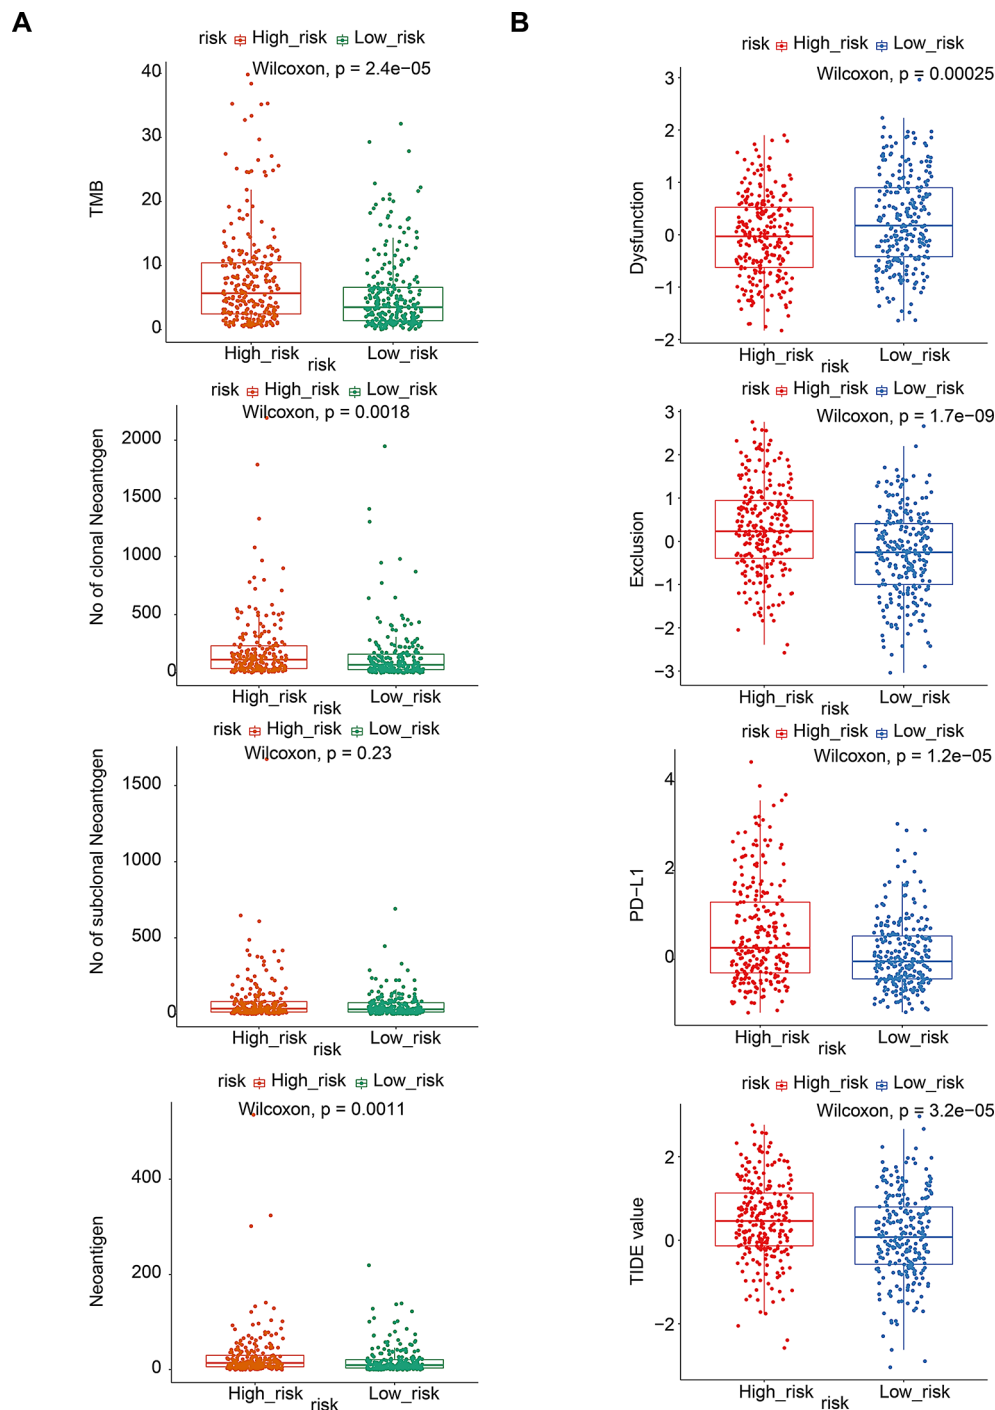 A
risk High_risk Low_risk
Wilcoxon, p = 2.4e−05
TMB
40
30
20
10
0
High_risk Low_risk
risk
risk High_risk Low_risk
Wilcoxon, p = 0.0018
No of clonal Neoantogen
2000
1500
1000
500
0
High_risk Low_risk
risk
risk High_risk Low_risk
Wilcoxon, p = 0.23
No of subclonal Neoantogen
1500
1000
500
0
High_risk Low_risk
risk
risk High_risk Low_risk
Wilcoxon, p = 0.0011
Neoantigen
400
200
0
High_risk Low_risk
risk
B
risk High_risk Low_risk
Wilcoxon, p = 0.00025
Dysfunction
3
2
1
0
−1
−2
High_risk Low_risk
risk
risk High_risk Low_risk
Wilcoxon, p = 1.7e−09
Exclusion
3
2
1
0
−1
−2
−3
High_risk Low_risk
risk
risk High_risk Low_risk
Wilcoxon, p = 1.2e−05
PD−L1
4
2
0
High_risk Low_risk
risk
risk High_risk Low_risk
Wilcoxon, p = 3.2e−05
TIDE value
2
0
−2
High_risk Low_risk
risk